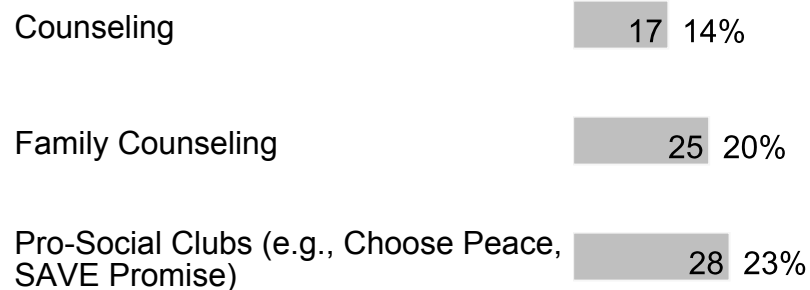 Counseling 17 14%
Family Counseling 25 20%
Pro-Social Clubs (e.g., Choose Peace,
SAVE Promise) 28 23%